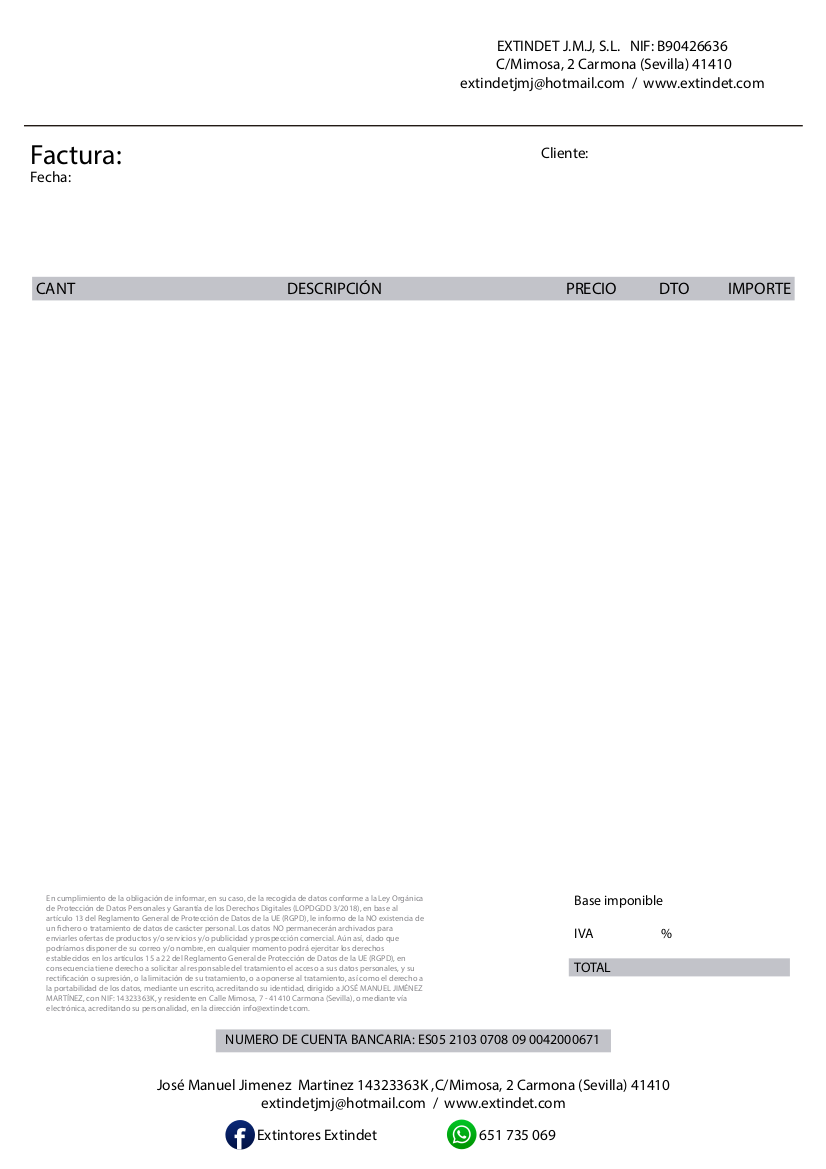 EXTINDET J.M.J, S.L.   NIF: B90426636
C/Mimosa, 2 Carmona (Sevilla) 41410
extindetjmj@hotmail.com  /  www.extindet.com
Factura:
Cliente:
Fecha:
CANT DESCRIPCIÓN PRECIO DTO IMPORTE
En cumplimiento de la obligación de informar, en su caso, de la recogida de datos conforme a la Ley Orgánica
de Protección de Datos Personales y Garantía de los Derechos Digitales (LOPDGDD 3/2018), en base al
artículo 13 del Reglamento General de Protección de Datos de la UE (RGPD), le informo de la NO existencia de
un fichero o tratamiento de datos de carácter personal. Los datos NO permanecerán archivados para
enviarles ofertas de productos y/o servicios y/o publicidad y prospección comercial. Aún así, dado que
podríamos disponer de su correo y/o nombre, en cualquier momento podrá ejercitar los derechos
establecidos en los artículos 15 a 22 del Reglamento General de Protección de Datos de la UE (RGPD), en
consecuencia tiene derecho a solicitar al responsable del tratamiento el acceso a sus datos personales, y su
rectificación o supresión, o la limitación de su tratamiento, o a oponerse al tratamiento, así como el derecho a
la portabilidad de los datos, mediante un escrito, acreditando su identidad, dirigido a JOSÉ MANUEL JIMÉNEZ
MARTÍNEZ, con NIF: 14323363K, y residente en Calle Mimosa, 7 - 41410 Carmona (Sevilla), o mediante vía
electrónica, acreditando su personalidad, en la dirección info@extindet.com.
Base imponible
IVA %
TOTAL
NUMERO DE CUENTA BANCARIA: ES05 2103 0708 09 0042000671
José Manuel Jimenez  Martinez 14323363K ,C/Mimosa, 2 Carmona (Sevilla) 41410
extindetjmj@hotmail.com  /  www.extindet.com
Extintores Extindet
651 735 069